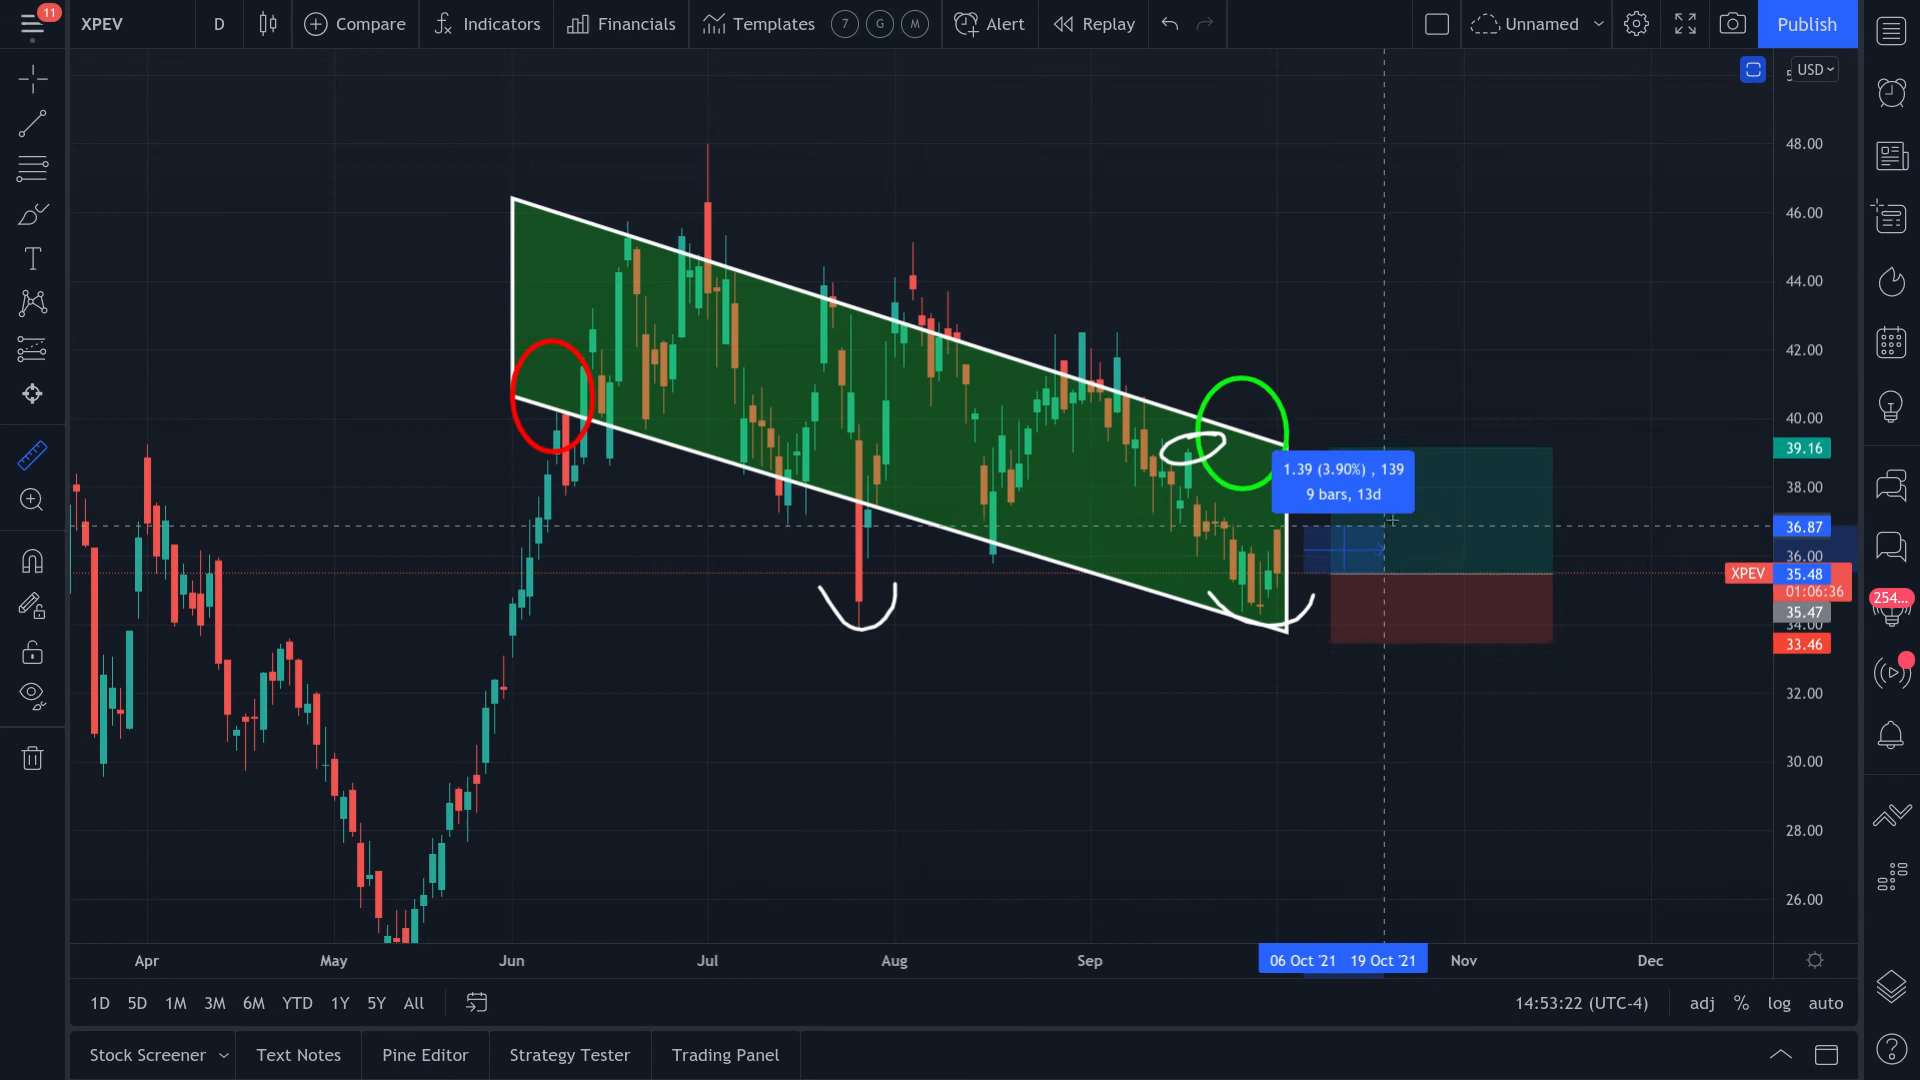 11 XPEV D Compare Indicators Financials Templates 7 G M Alert Replay Unnamed Publish
USD
48.00
46.00
44.00
42.00
40.00
39.16
1.39 (3.90%) , 139
9 bars, 13d
38.00
36.87
36.00
XPEV 35.48
01:06:36
35.47
34.00
254...
33.46
32.00
30.00
28.00
26.00
Apr May Jun Jul Aug Sep 06 Oct '21 19 Oct '21 Nov Dec
1D 5D 1M 3M 6M YTD 1Y 5Y All 14:53:22 (UTC-4) adj % log auto
Stock Screener Text Notes Pine Editor Strategy Tester Trading Panel